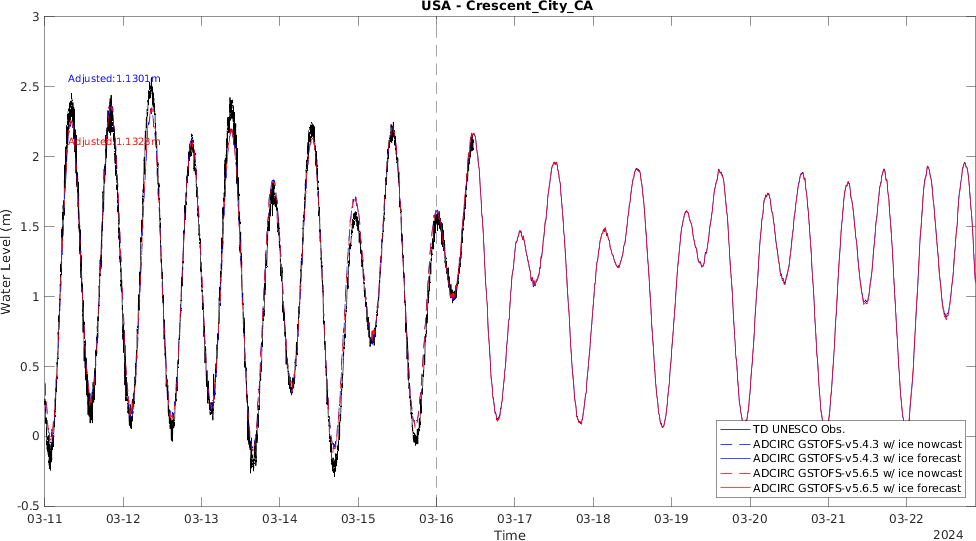 USA - Crescent_City_CA
3
2.5
2
1.5
1
0.5
0
-0.5
Water Level (m)
Adjusted:1.1301m
Adjusted:1.1323m
TD UNESCO Obs.
ADCIRC GSTOFS-v5.4.3 w/ ice nowcast
ADCIRC GSTOFS-v5.4.3 w/ ice forecast
ADCIRC GSTOFS-v5.6.5 w/ ice nowcast
ADCIRC GSTOFS-v5.6.5 w/ ice forecast
03-11 03-12 03-13 03-14 03-15 03-16 03-17 03-18 03-19 03-20 03-21 03-22
Time
2024